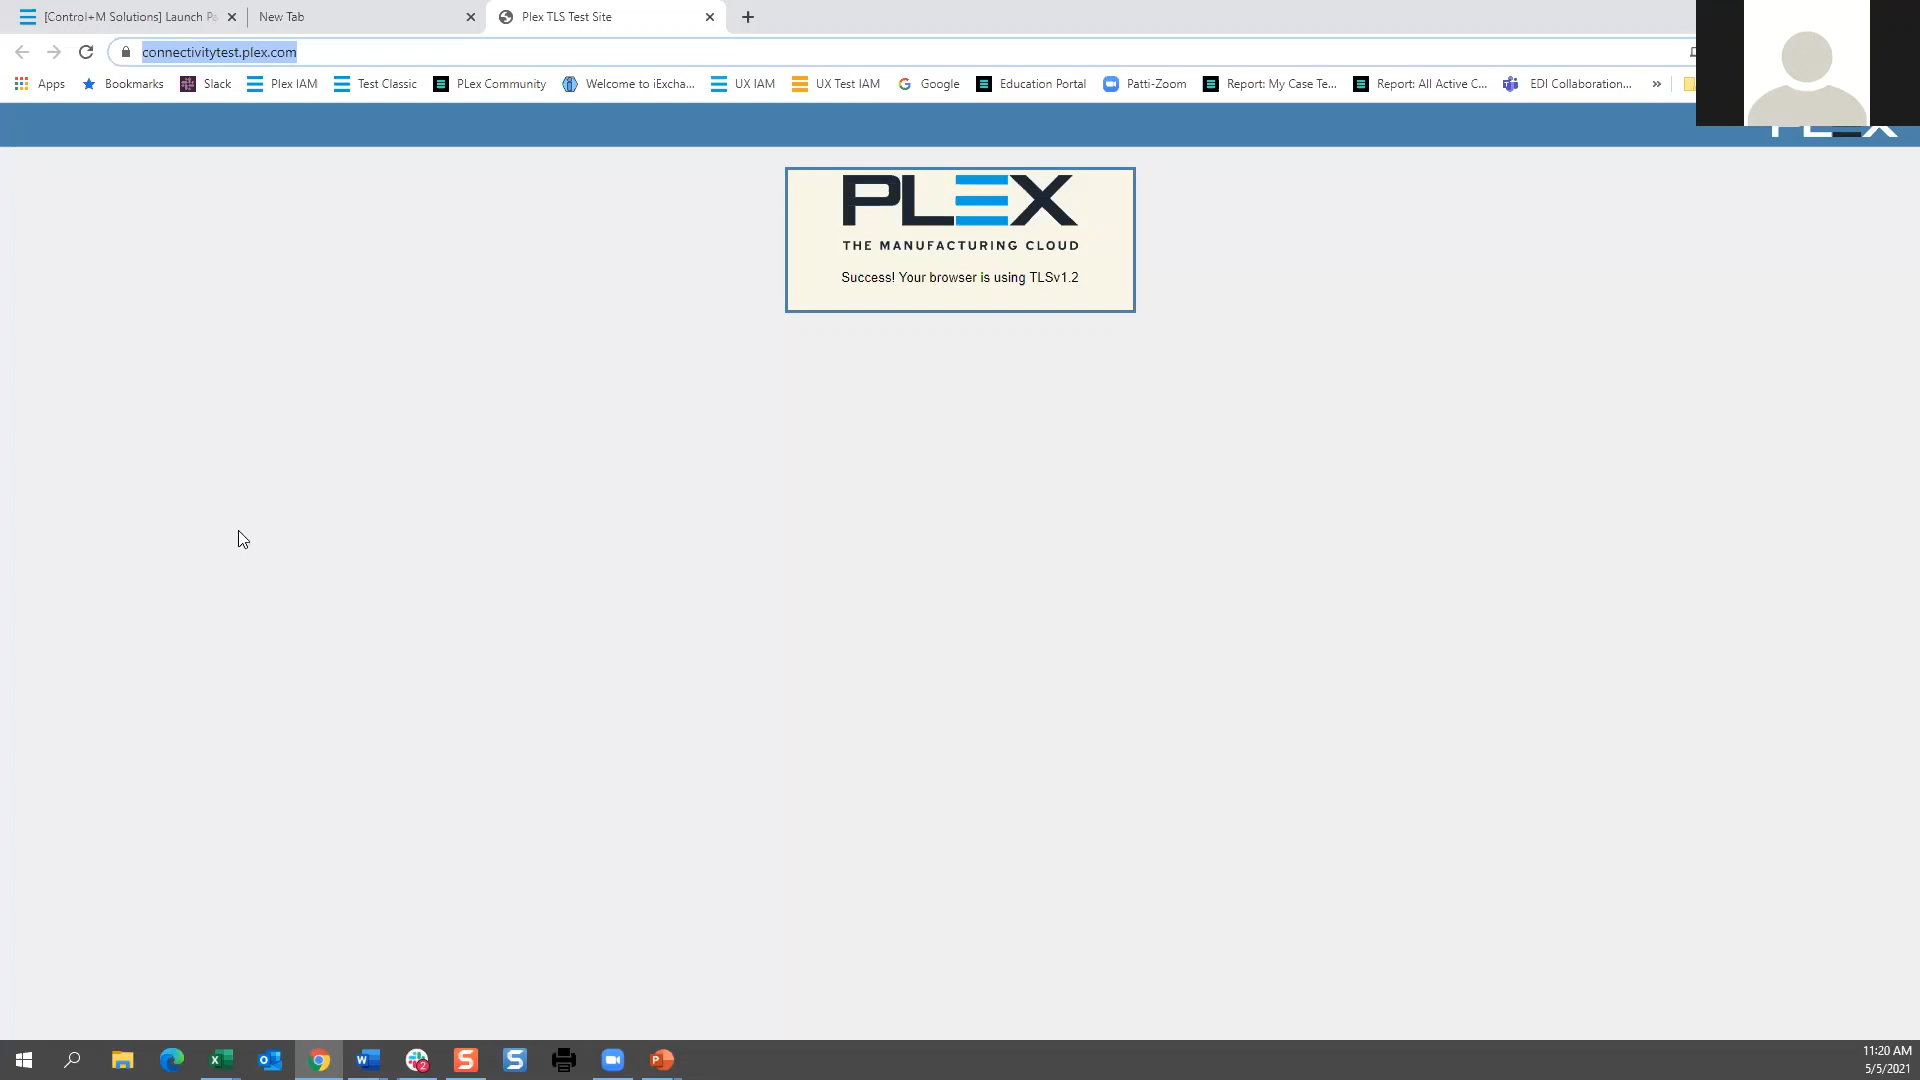 [Control+M Solutions] Launch Pa
New Tab
Plex TLS Test Site
connectivitytest.plex.com
Apps
Bookmarks
Slack
Plex IAM
Test Classic
PLex Community
Welcome to iExcha...
UX IAM
UX Test IAM
Google
Education Portal
Patti-Zoom
Report: My Case Te...
Report: All Active C...
EDI Collaboration...
»
PLEX
PLEX
THE MANUFACTURING CLOUD
Success! Your browser is using TLSv1.2
2
11:20 AM
5/5/2021